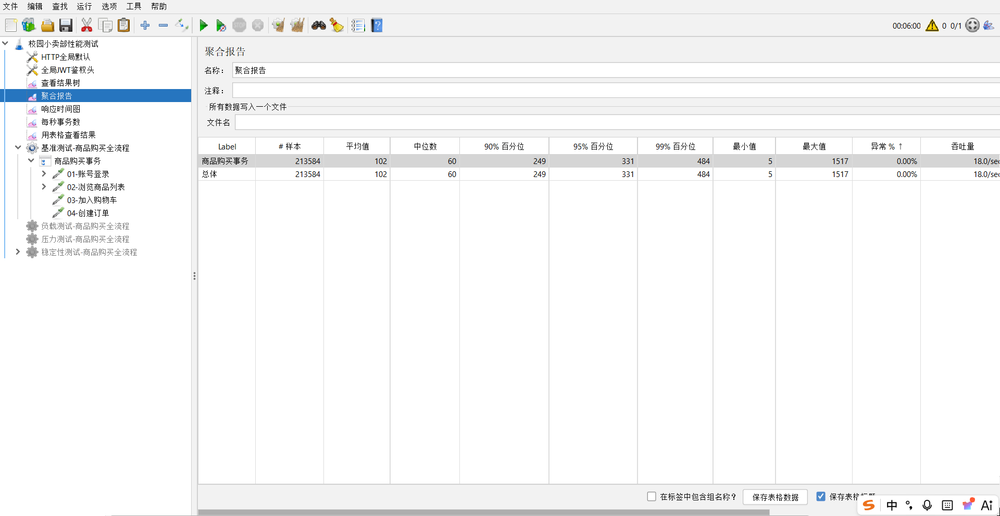 文件 编辑 查找 运行 选项 工具 帮助
STOP 00:06:00 0 0/1
校园小卖部性能测试
HTTP全局默认
全局JWT鉴权头
查看结果树
聚合报告
响应时间图
每秒事务数
用表格查看结果
基准测试-商品购买全流程
商品购买事务
01-账号登录
02-浏览商品列表
03-加入购物车
04-创建订单
负载测试-商品购买全流程
压力测试-商品购买全流程
稳定性测试-商品购买全流程
聚合报告
名称： 聚合报告
注释：
所有数据写入一个文件
文件名
Label # 样本 平均值 中位数 90% 百分位 95% 百分位 99% 百分位 最小值 最大值 异常 % ↑ 吞吐量
商品购买事务 213584 102 60 249 331 484 5 1517 0.00% 18.0/sec
总体 213584 102 60 249 331 484 5 1517 0.00% 18.0/sec
在标签中包含组名称？ 保存表格数据 保存表格标题
S 中 °, Ai